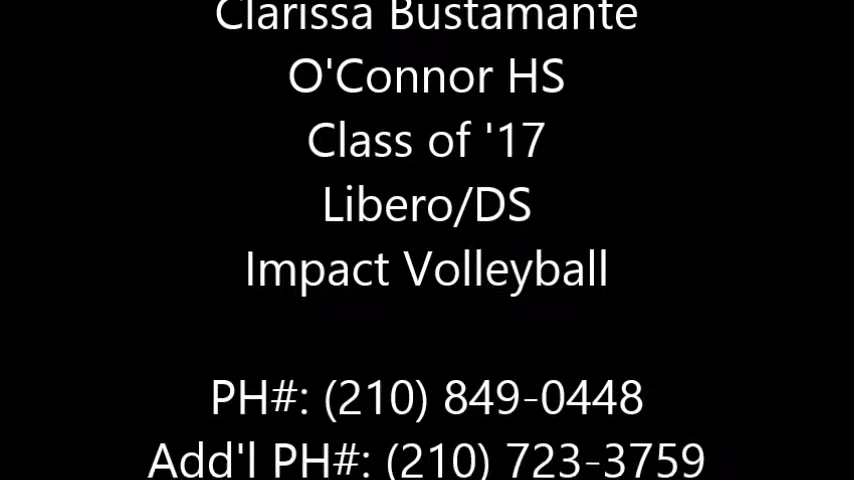 Clarissa Bustamante
O'Connor HS
Class of '17
Libero/DS
Impact Volleyball
PH#: (210) 849-0448
Add'l PH#: (210) 723-3759